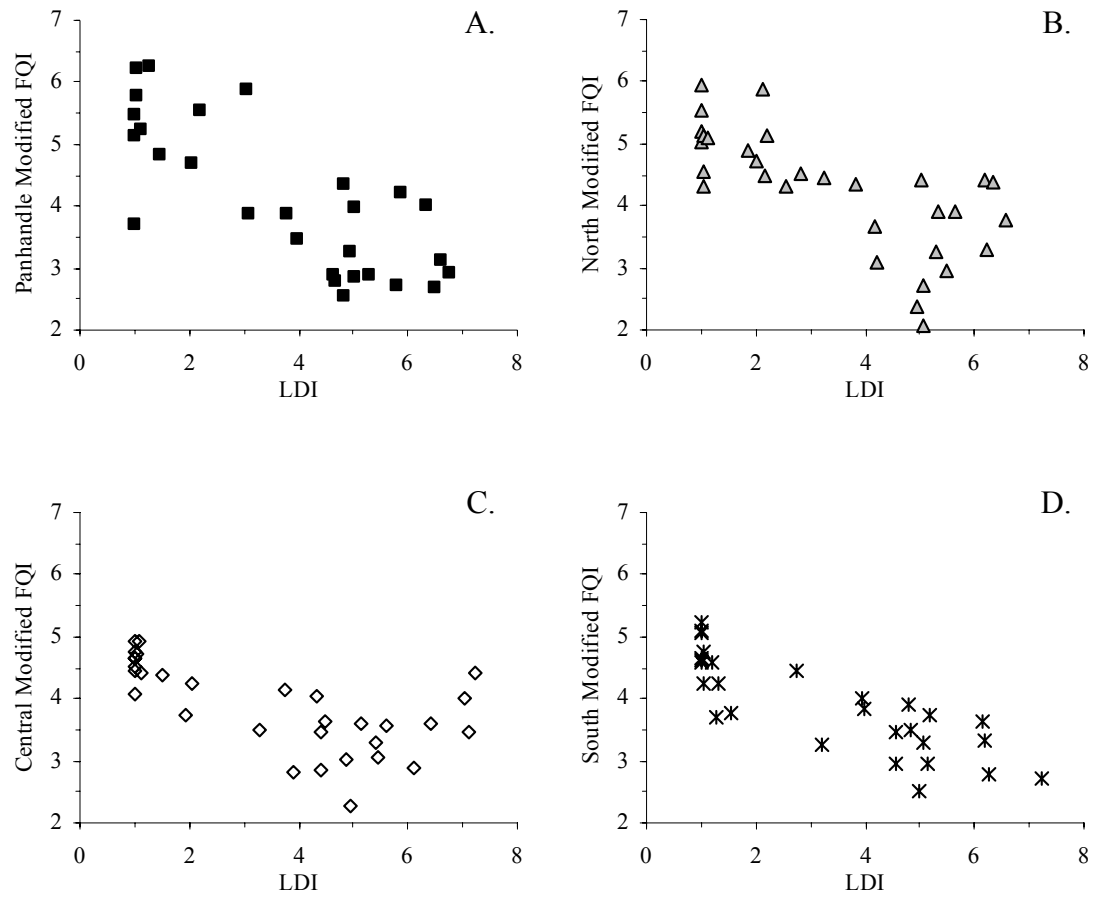 A.
7
6
5
4
3
2
Panhandle Modified FQI
0 2 4 6 8
LDI
B.
7
6
5
4
3
2
North Modified FQI
0 2 4 6 8
LDI
C.
7
6
5
4
3
2
Central Modified FQI
0 2 4 6 8
LDI
D.
7
6
5
4
3
2
South Modified FQI
0 2 4 6 8
LDI